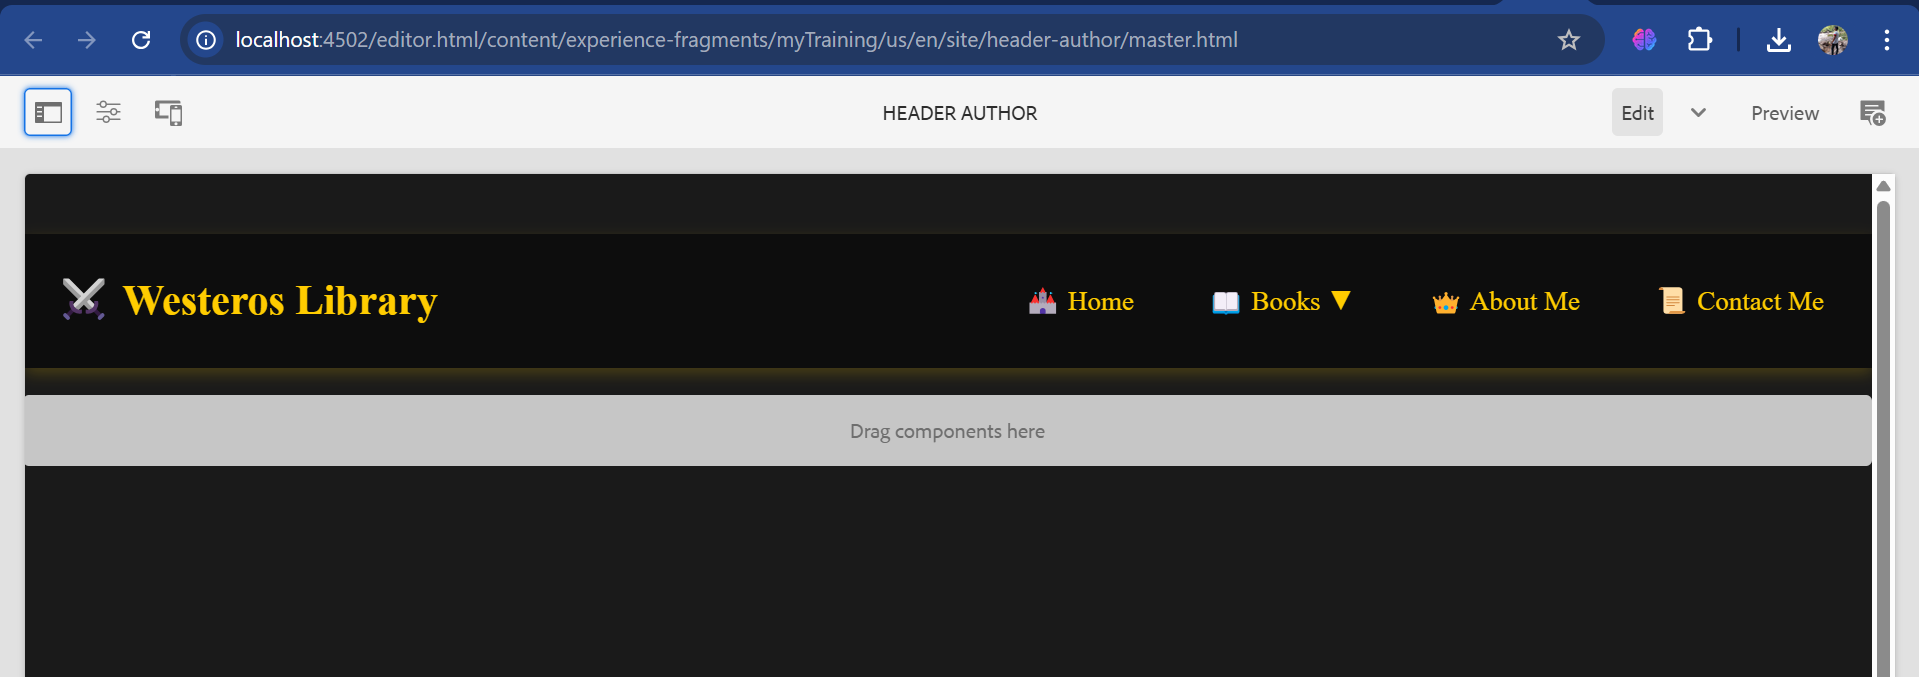 localhost:4502/editor.html/content/experience-fragments/myTraining/us/en/site/header-author/master.html
HEADER AUTHOR
Edit
Preview
⚔️ Westeros Library
🏰 Home
📖 Books ▼
👑 About Me
📜 Contact Me
Drag components here